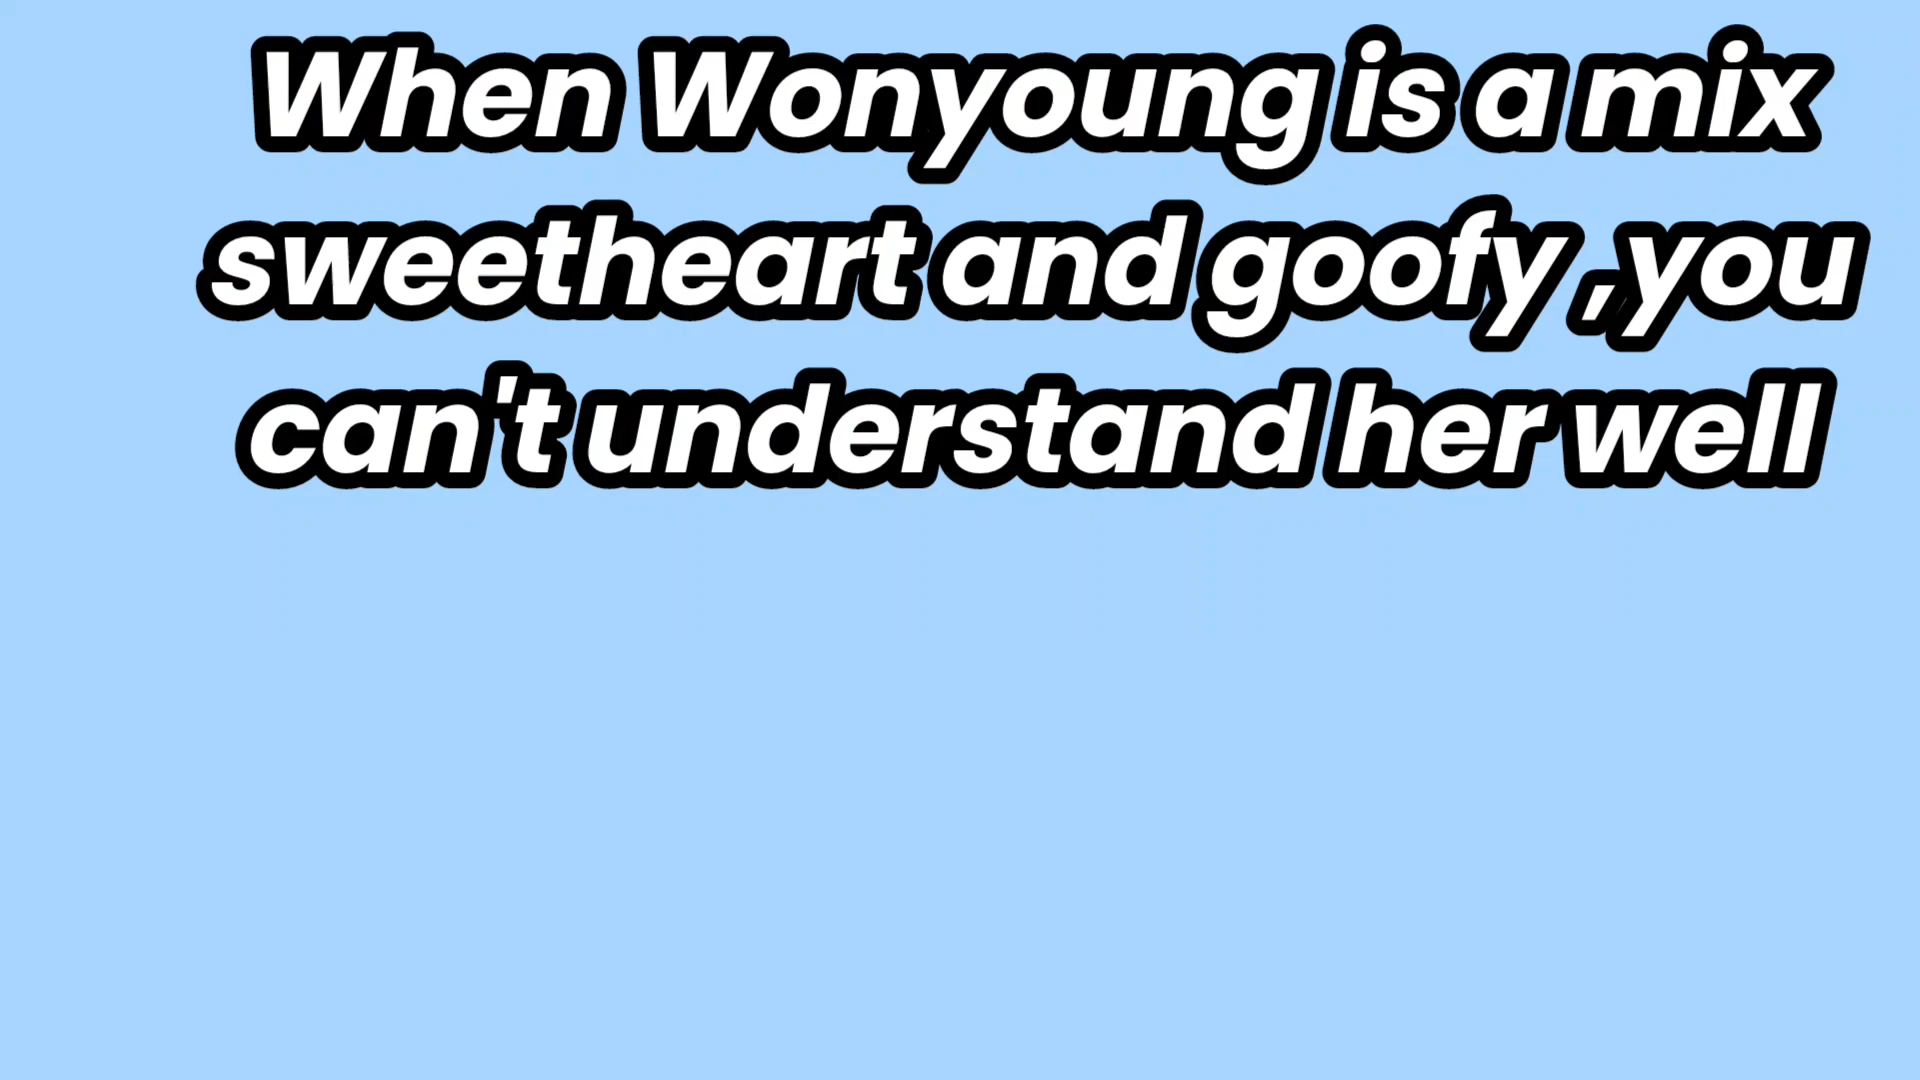 When Wonyoung is a mix
sweetheart and goofy ,you
can't understand her well